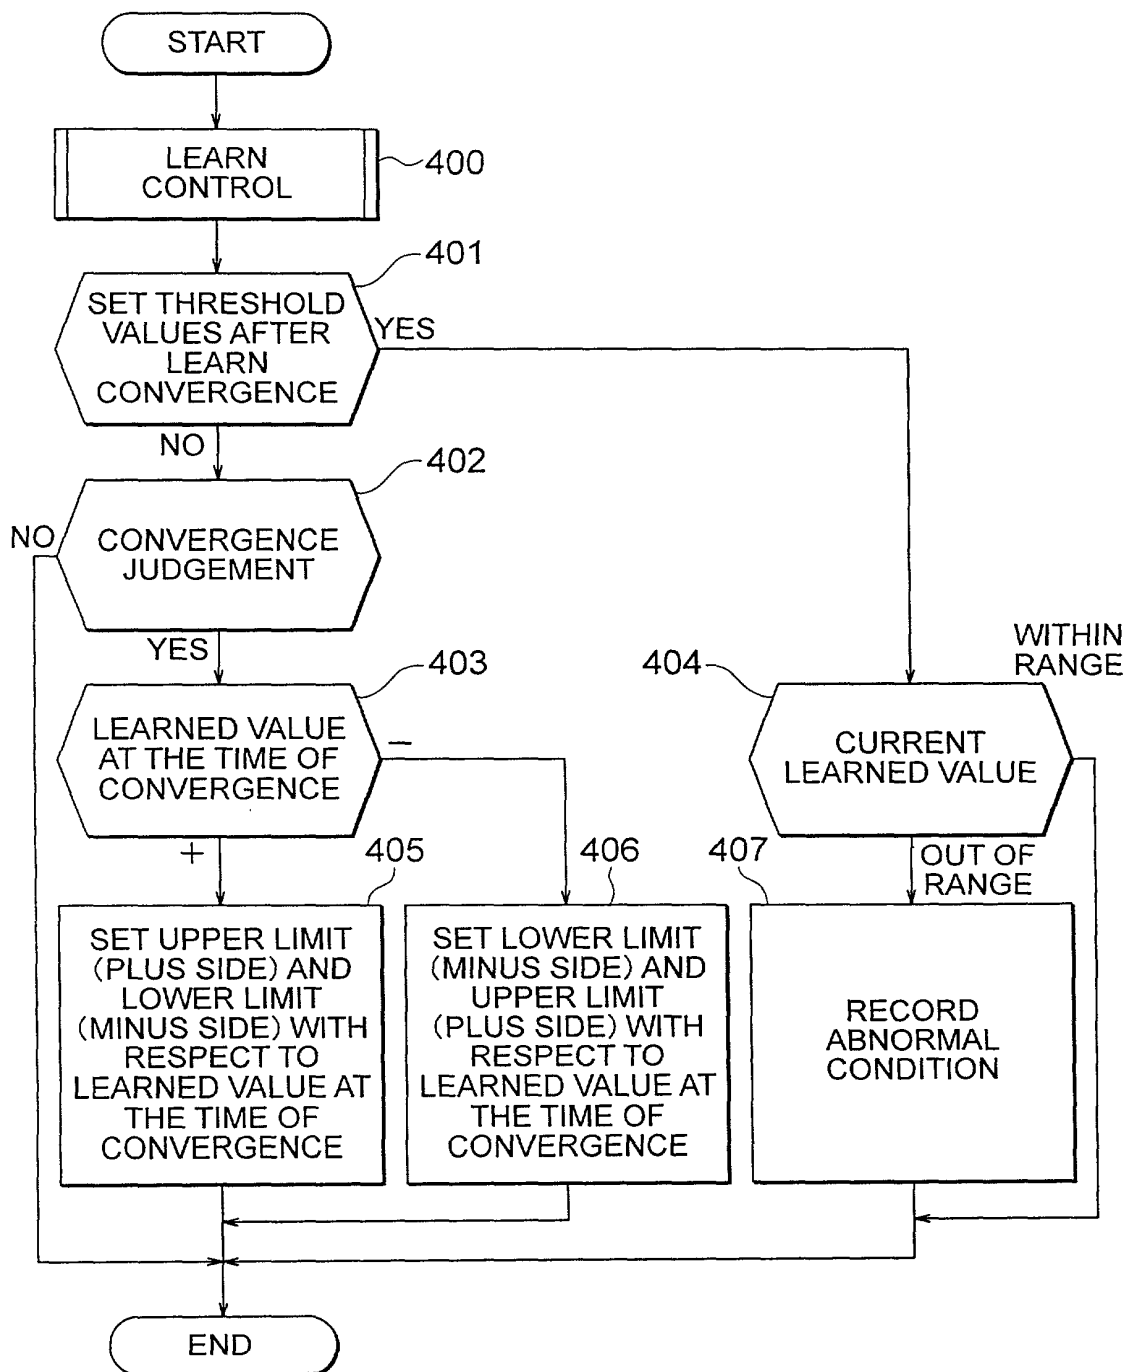 START
LEARN
CONTROL
400
401
SET THRESHOLD
VALUES AFTER
LEARN
CONVERGENCE
YES
NO
402
NO
CONVERGENCE
JUDGEMENT
YES
403
LEARNED VALUE
AT THE TIME OF
CONVERGENCE
−
+
404
WITHIN
RANGE
CURRENT
LEARNED VALUE
OUT OF
RANGE
405
SET UPPER LIMIT
(PLUS SIDE) AND
LOWER LIMIT
(MINUS SIDE) WITH
RESPECT TO
LEARNED VALUE AT
THE TIME OF
CONVERGENCE
406
SET LOWER LIMIT
(MINUS SIDE) AND
UPPER LIMIT
(PLUS SIDE) WITH
RESPECT TO
LEARNED VALUE AT
THE TIME OF
CONVERGENCE
407
RECORD
ABNORMAL
CONDITION
END